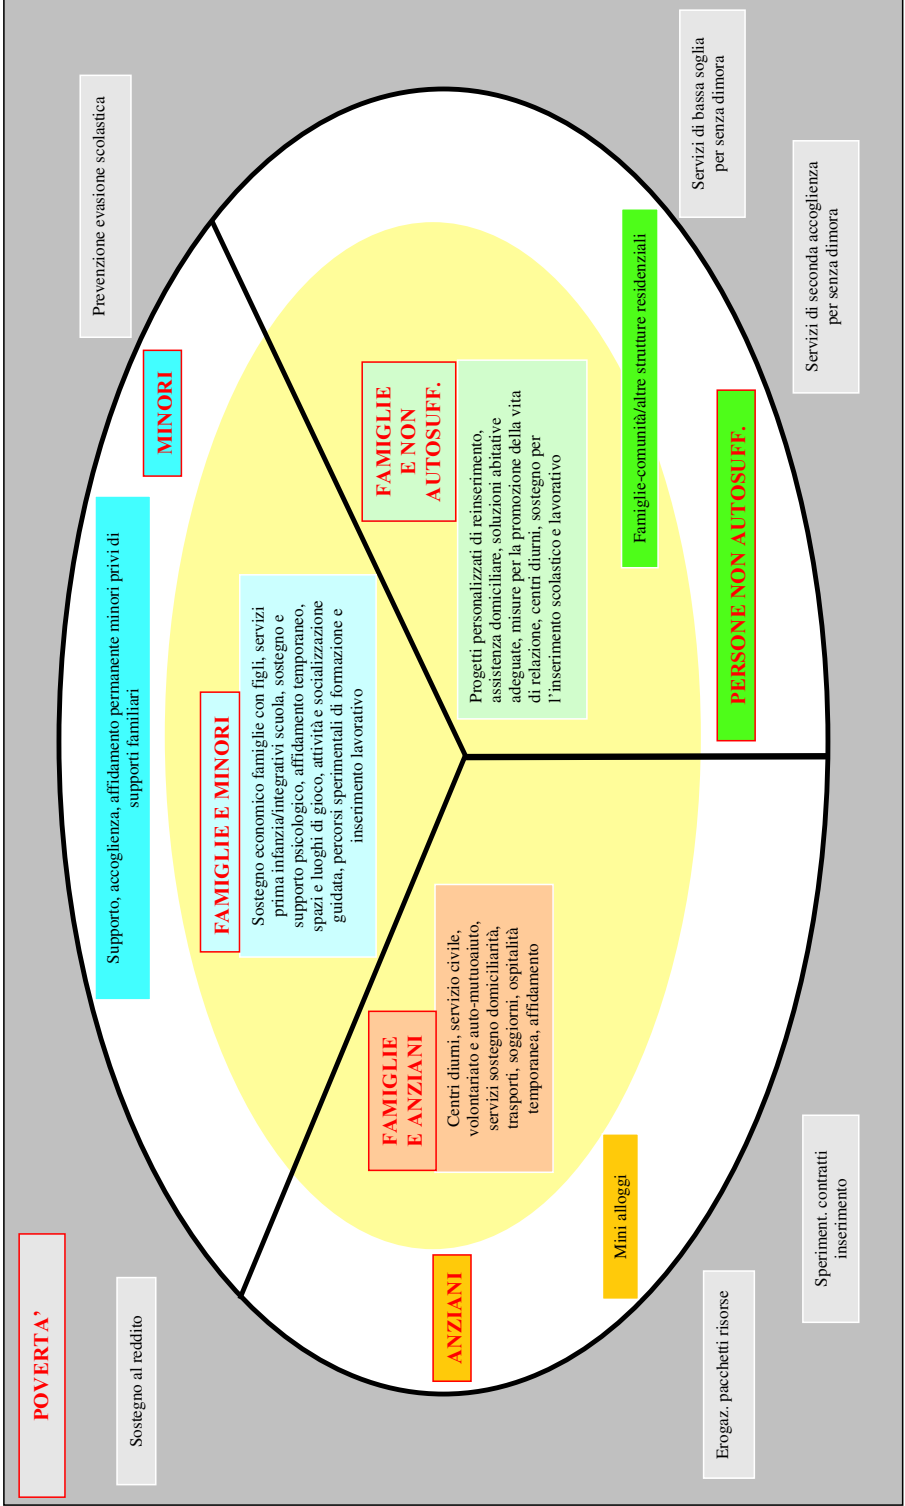 POVERTA’
Sostegno al reddito
Prevenzione evasione scolastica
Supporto, accoglienza, affidamento permanente minori privi di
supporti familiari
MINORI
FAMIGLIE E MINORI
Sostegno economico famiglie con figli, servizi
prima infanzia/integrativi scuola, sostegno e
supporto psicologico, affidamento temporaneo,
spazi e luoghi di gioco, attività e socializzazione
guidata, percorsi sperimentali di formazione e
inserimento lavorativo
FAMIGLIE
E ANZIANI
Centri diurni, servizio civile,
volontariato e auto-mutuoaiuto,
servizi sostegno domiciliarità,
trasporti, soggiorni, ospitalità
temporanea, affidamento
FAMIGLIE
E NON
AUTOSUFF.
Progetti personalizzati di reinserimento,
assistenza domiciliare, soluzioni abitative
adeguate, misure per la promozione della vita
di relazione, centri diurni, sostegno per
l’inserimento scolastico e lavorativo
ANZIANI
Mini alloggi
Famiglie-comunità/altre strutture residenziali
PERSONE NON AUTOSUFF.
Erogaz. pacchetti risorse
Speriment. contratti
inserimento
Servizi di bassa soglia
per senza dimora
Servizi di seconda accoglienza
per senza dimora